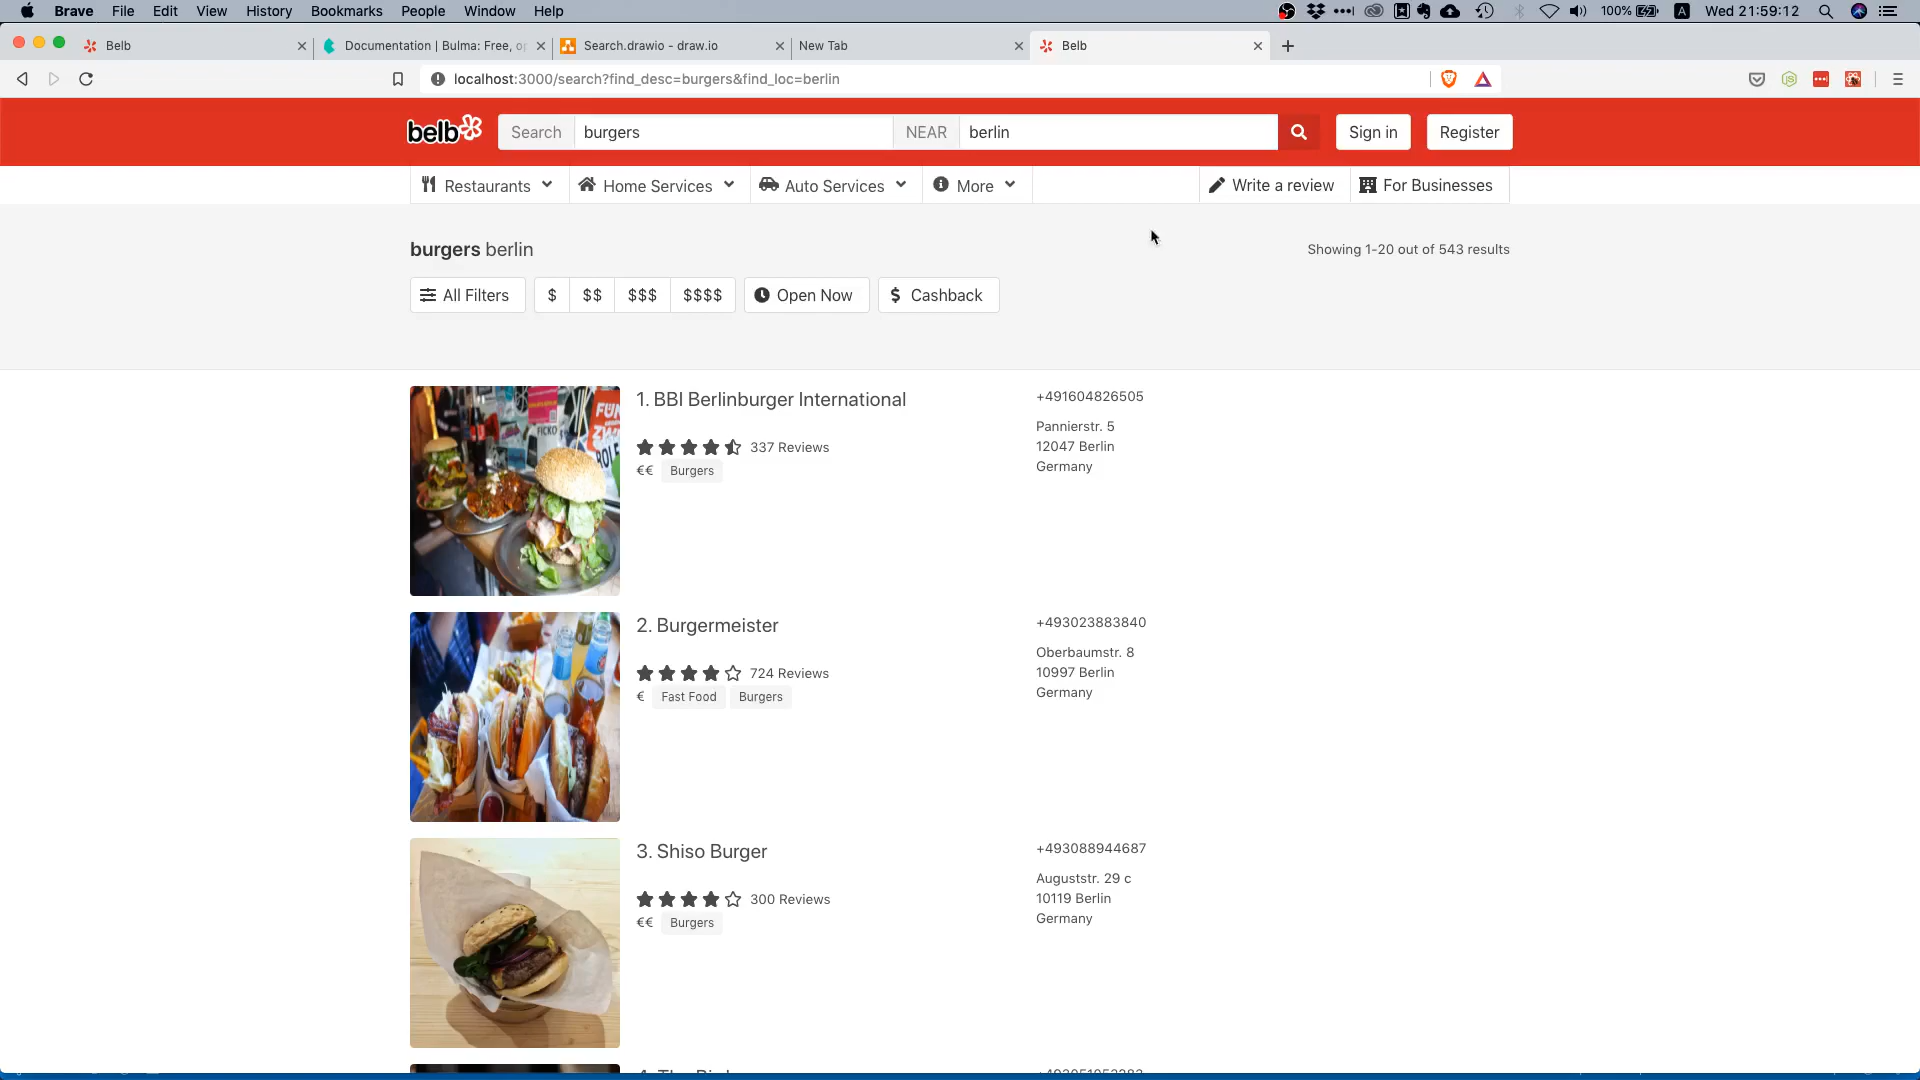 Brave File Edit View History Bookmarks People Window Help 100% A Wed 21:59:12
Belb Documentation | Bulma: Free, op Search.drawio - draw.io New Tab Belb
localhost:3000/search?find_desc=burgers&find_loc=berlin
belb Search burgers NEAR berlin Sign in Register
Restaurants Home Services Auto Services More Write a review For Businesses
burgers berlin Showing 1-20 out of 543 results
All Filters $ $$ $$$ $$$$ Open Now $ Cashback
1. BBI Berlinburger International +491604826505
Pannierstr. 5
337 Reviews 12047 Berlin
€€ Burgers Germany
FICKO
2. Burgermeister +493023883840
Oberbaumstr. 8
724 Reviews 10997 Berlin
€ Fast Food Burgers Germany
3. Shiso Burger +493088944687
Auguststr. 29 c
300 Reviews 10119 Berlin
€€ Burgers Germany